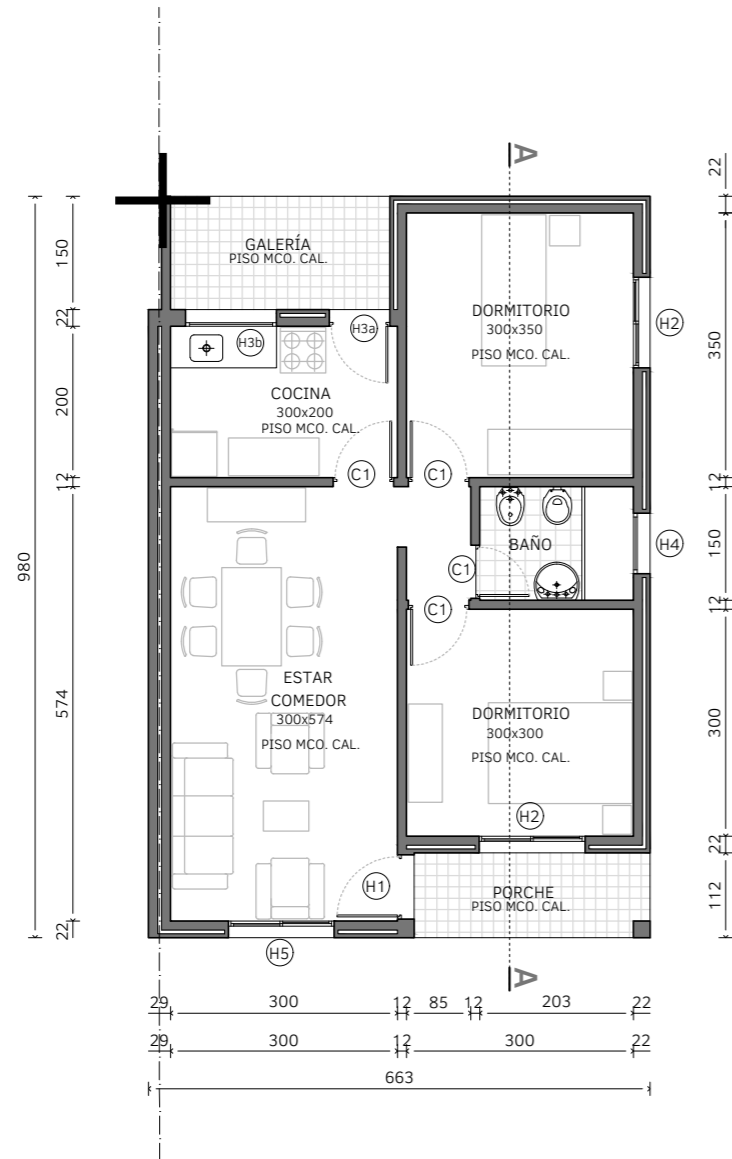 A
22
150
GALERÍA
PISO MCO. CAL.
22
H3b
H3a
DORMITORIO
300x350
PISO MCO. CAL.
H2
350
200
COCINA
300x200
PISO MCO. CAL.
12
C1
C1
12
980
BAÑO
H4
150
C1
12
C1
574
ESTAR
COMEDOR
300x574
PISO MCO. CAL.
DORMITORIO
300x300
PISO MCO. CAL.
300
H2
22
H1
PORCHE
PISO MCO. CAL.
112
22
H5
A
29 300 12 85 12 203 22
29 300 12 300 22
663